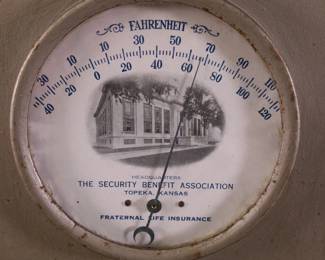 FAHRENHEIT
30 10 10 30 50 70 90 110
40 20 0 20 40 60 80 100 120
HEADQUARTERS
THE SECURITY BENEFIT ASSOCIATION
TOPEKA, KANSAS
FRATERNAL LIFE INSURANCE